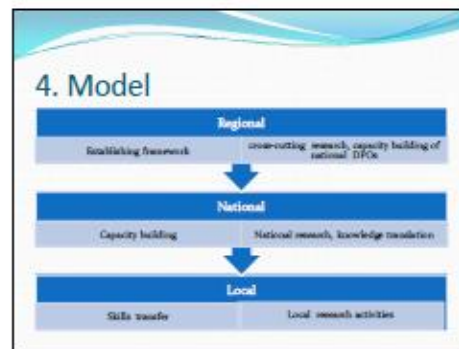 4. Model
Regional
Establishing framework
cross-cutting research, capacity building of
national DPOs
National
Capacity building
National research, knowledge translation
Local
Skills transfer
Local research activities